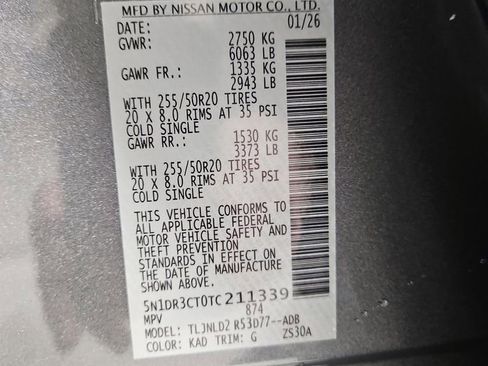 MFD BY NISSAN MOTOR CO., LTD.
DATE: 01/26
GVWR: 2750 KG
6063 LB
GAWR FR.: 1335 KG
2943 LB
WITH 255/50R20 TIRES
20 X 8.0 RIMS AT 35 PSI
COLD SINGLE
GAWR RR.: 1530 KG
3373 LB
WITH 255/50R20 TIRES
20 X 8.0 RIMS AT 35 PSI
COLD SINGLE
THIS VEHICLE CONFORMS TO
ALL APPLICABLE FEDERAL
MOTOR VEHICLE SAFETY AND
THEFT PREVENTION
STANDARDS IN EFFECT ON
THE DATE OF MANUFACTURE
SHOWN ABOVE.
5N1DR3CT0TC211339
MPV 874
MODEL: TLJNLD2 R53D77--ADB
COLOR: KAD TRIM: G ZS30A